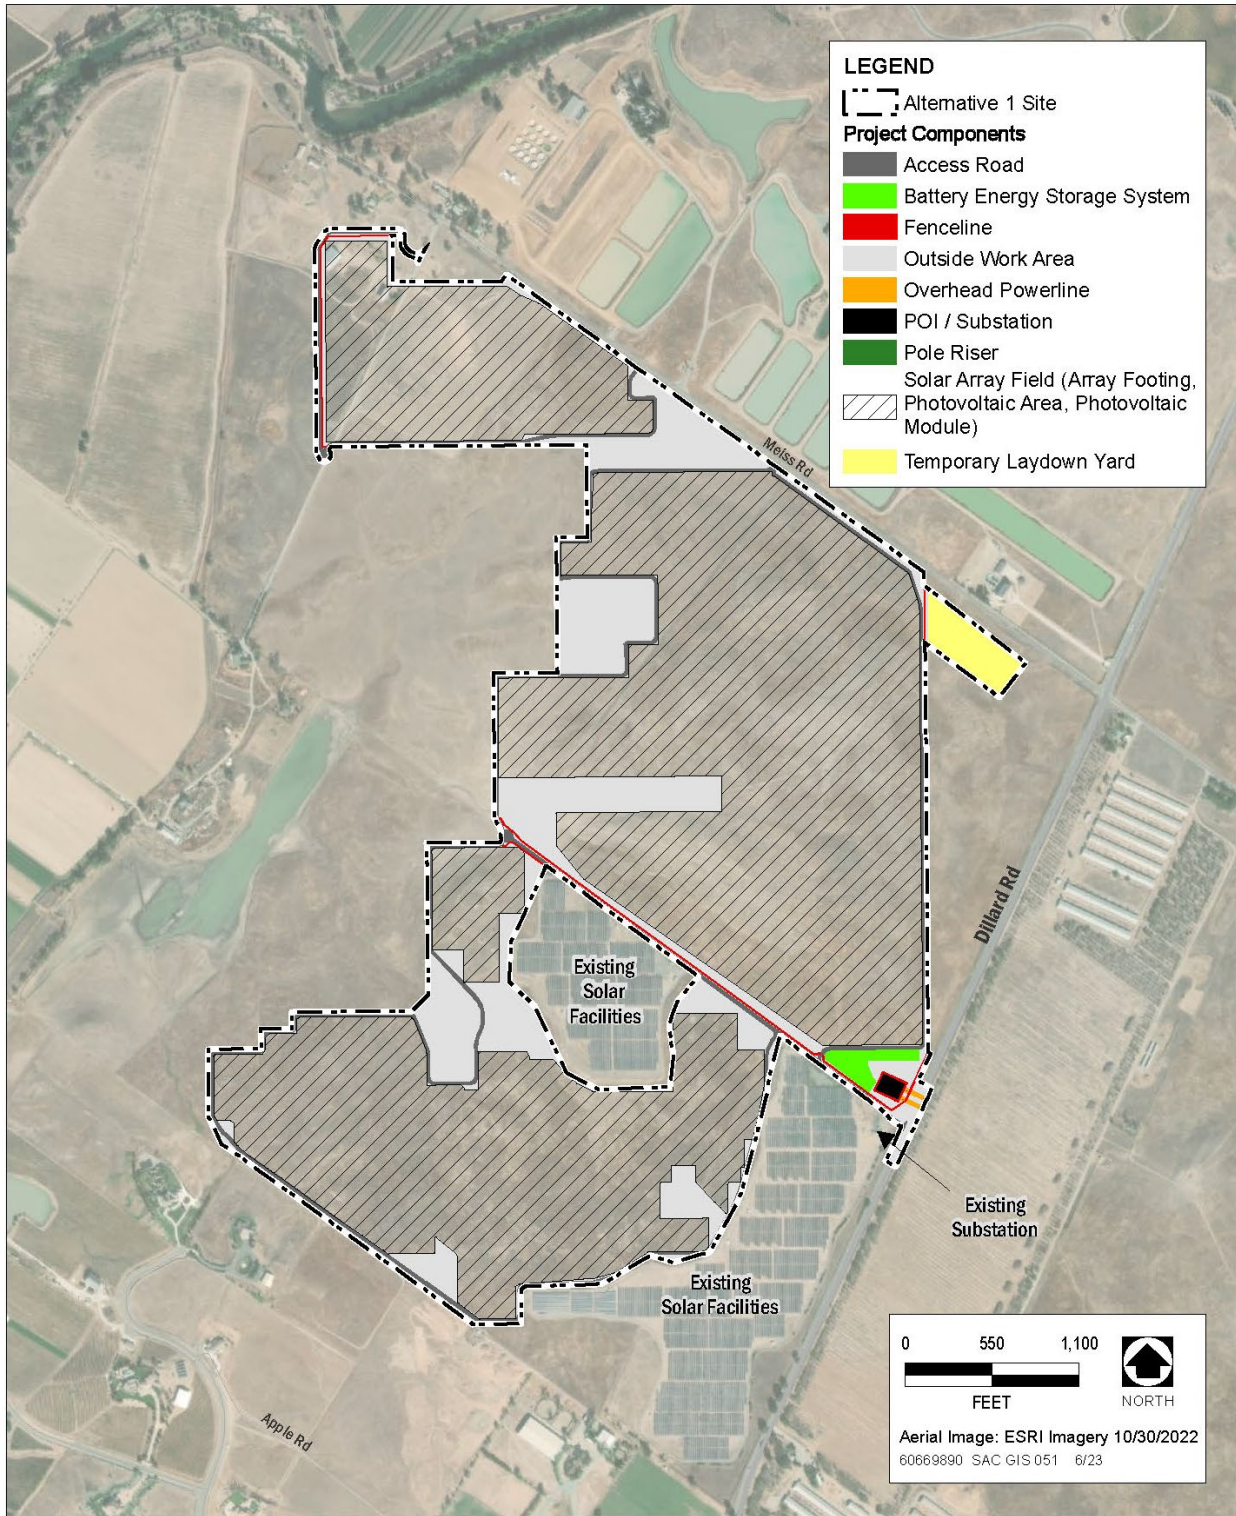 LEGEND
Alternative 1 Site
Project Components
Access Road
Battery Energy Storage System
Fenceline
Outside Work Area
Overhead Powerline
POI / Substation
Pole Riser
Solar Array Field (Array Footing,
Photovoltaic Area, Photovoltaic
Module)
Temporary Laydown Yard
Meiss Rd
Dillard Rd
Existing
Solar
Facilities
Existing
Substation
Existing
Solar Facilities
Apple Rd
0 550 1,100
FEET
NORTH
Aerial Image: ESRI Imagery 10/30/2022
60669890 SAC GIS 051 6/23